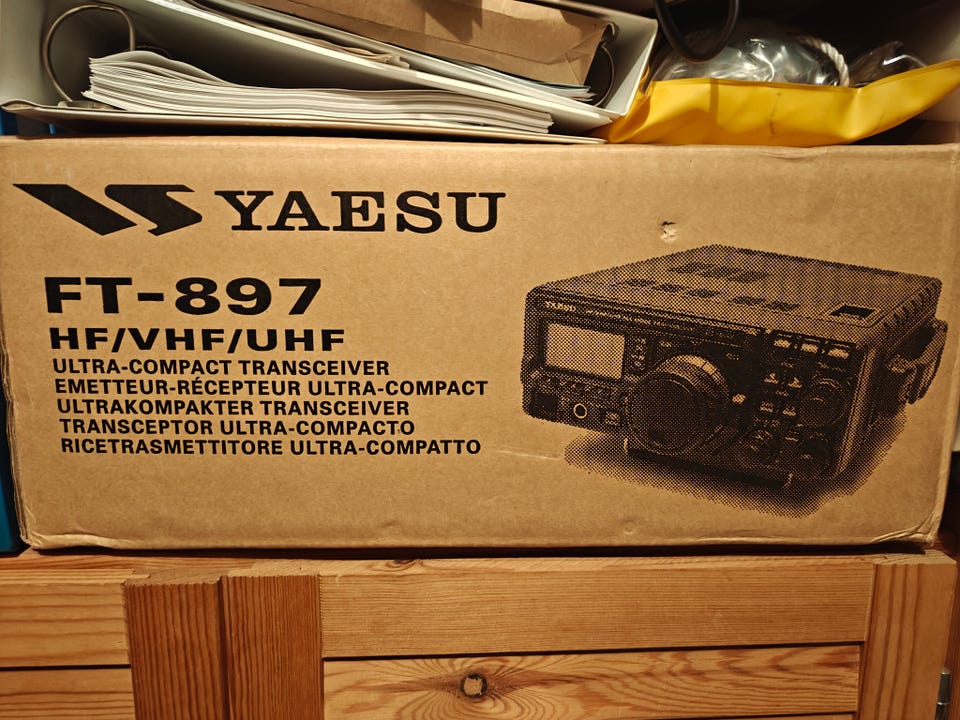 YAESU
FT-897
HF/VHF/UHF
ULTRA-COMPACT TRANSCEIVER
EMETTEUR-RÉCEPTEUR ULTRA-COMPACT
ULTRAKOMPAKTER TRANSCEIVER
TRANSCEPTOR ULTRA-COMPACTO
RICETRASMETTITORE ULTRA-COMPATTO
YAESU